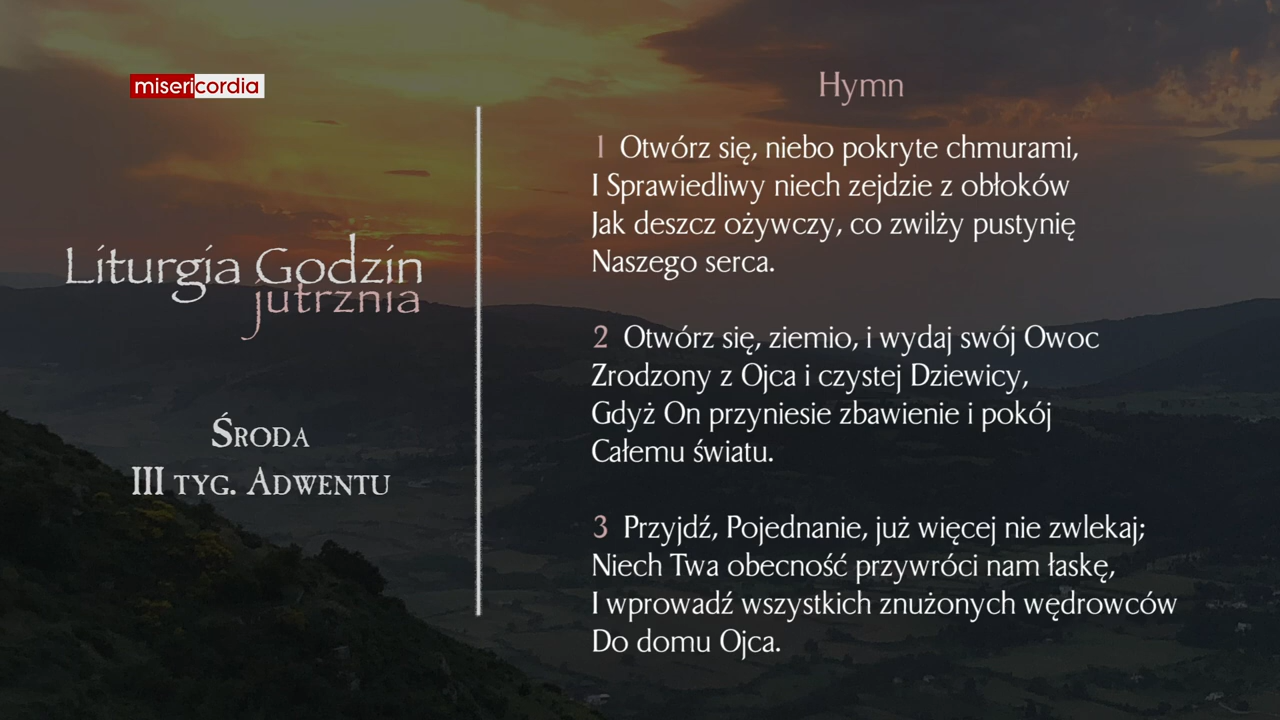 misericordia
Liturgia Godzin
jutrznia
Środa
III tyg. Adwentu
Hymn
1 Otwórz się, niebo pokryte chmurami,
I Sprawiedliwy niech zejdzie z obłoków
Jak deszcz ożywczy, co zwilży pustynię
Naszego serca.
2 Otwórz się, ziemio, i wydaj swój Owoc
Zrodzony z Ojca i czystej Dziewicy,
Gdyż On przyniesie zbawienie i pokój
Całemu światu.
3 Przyjdź, Pojednanie, już więcej nie zwlekaj;
Niech Twa obecność przywróci nam łaskę,
I wprowadź wszystkich znużonych wędrowców
Do domu Ojca.